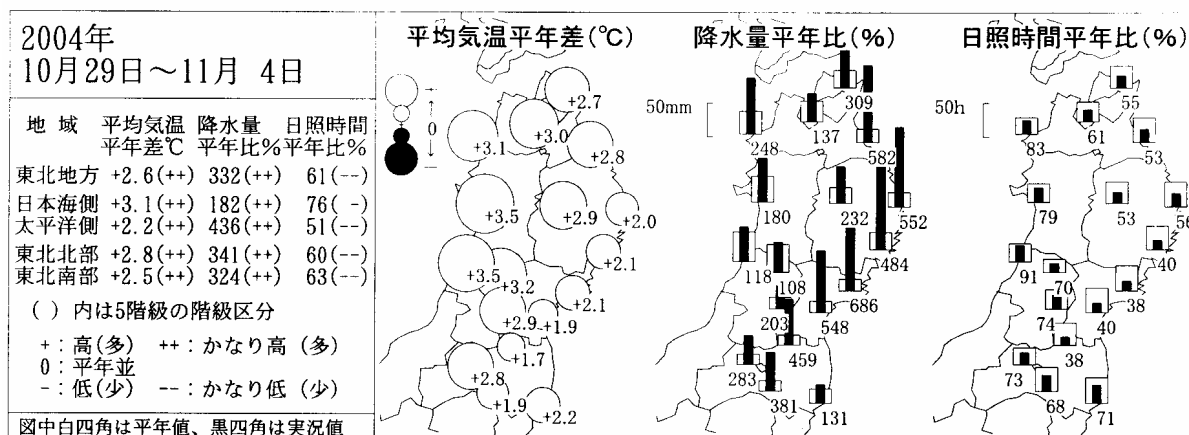 2004年
10月29日～11月 4日
地 域 平均気温 降水量 日照時間
平年差℃ 平年比% 平年比%
東北地方 +2.6(++) 332(++) 61(--)
日本海側 +3.1(++) 182(++) 76( -)
太平洋側 +2.2(++) 436(++) 51(--)
東北北部 +2.8(++) 341(++) 60(--)
東北南部 +2.5(++) 324(++) 63(--)
( ) 内は5階級の階級区分
+：高(多) ++：かなり高 (多)
0：平年並
-：低(少) --：かなり低 (少)
図中白四角は平年値、黒四角は実況値
平均気温平年差(℃)
+
0
-
+2.7
+3.0
+3.1
+2.8
+3.5
+2.9
+2.0
+2.1
+3.5
+3.2
+2.1
+2.9
+1.9
+1.7
+2.8
+1.9
+2.2
降水量平年比(%)
50mm
309
137
248
582
180
232
552
484
118
108
686
203
548
459
283
381
131
日照時間平年比(%)
50h
55
61
83
53
79
53
56
40
91
70
38
74
40
38
73
68
71